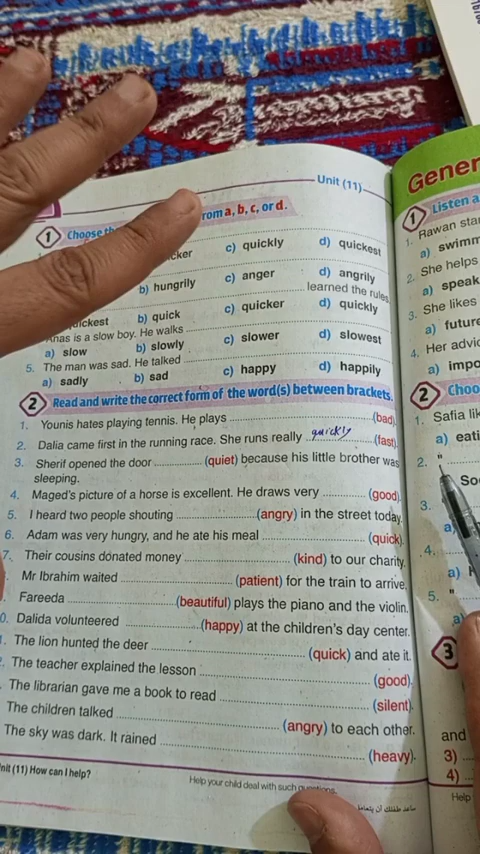 Unit (11)
1 Choose th rom a, b, c, or d.
cker c) quickly d) quickest
b) hungrily c) anger d) angrily
learned the rules
uickest b) quick c) quicker d) quickly
nas is a slow boy. He walks
a) slow b) slowly c) slower d) slowest
5. The man was sad. He talked
a) sadly b) sad c) happy d) happily
2 Read and write the correct form of the word(s) between brackets.
1. Younis hates playing tennis. He plays (bad).
2. Dalia came first in the running race. She runs really quickly (fast).
3. Sherif opened the door (quiet) because his little brother was
sleeping.
4. Maged's picture of a horse is excellent. He draws very (good).
5. I heard two people shouting (angry) in the street today.
6. Adam was very hungry, and he ate his meal (quick).
7. Their cousins donated money (kind) to our charity.
Mr Ibrahim waited (patient) for the train to arrive.
Fareeda (beautiful) plays the piano and the violin.
0. Dalida volunteered (happy) at the children's day center.
The lion hunted the deer (quick) and ate it.
The teacher explained the lesson (good).
The librarian gave me a book to read (silent).
The children talked (angry) to each other.
The sky was dark. It rained (heavy).
nit (11) How can I help?
Help your child deal with such questions.
ساعد طفلك أن يتعامل
Gener
1 Listen a
1. Rawan sta
a) swimm
2. She helps
a) speak
3. She likes
a) future
4. Her advic
a) impo
2 Choo
1. Safia lik
a) eati
2. "
So
3.
a)
4.
a) H
5. "
a)
3
and
3)
4)
Help